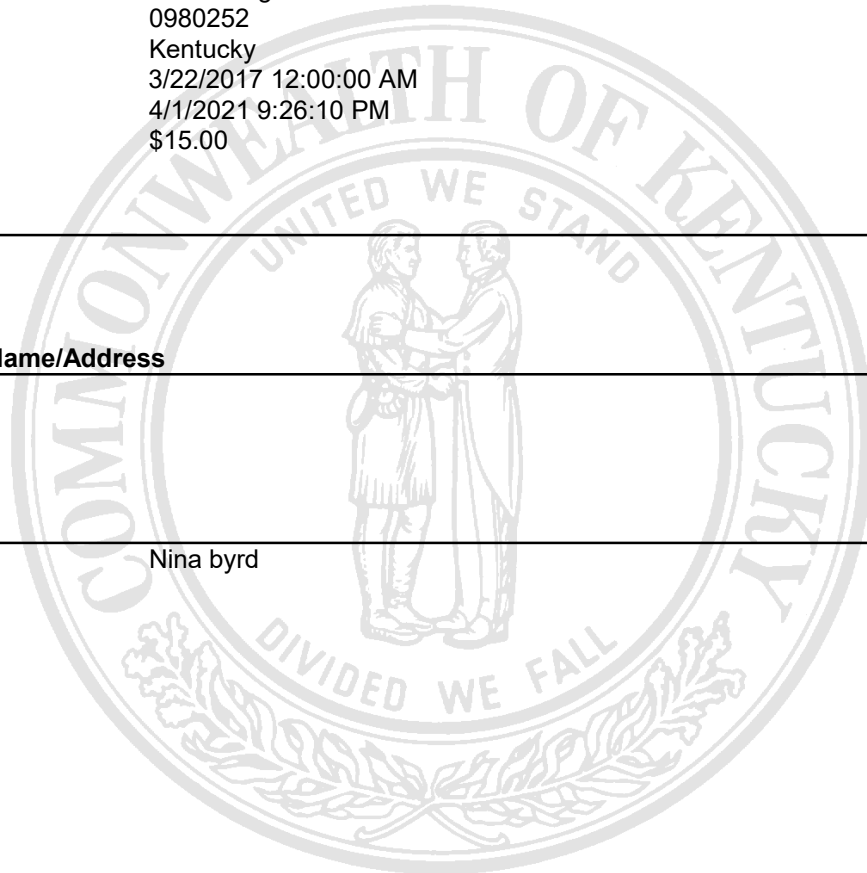 0980252
Kentucky
3/22/2017 12:00:00 AM
4/1/2021 9:26:10 PM
$15.00
COMMONWEALTH OF KENTUCKY
UNITED WE STAND
ame/Address
Nina byrd
DIVIDED WE FALL